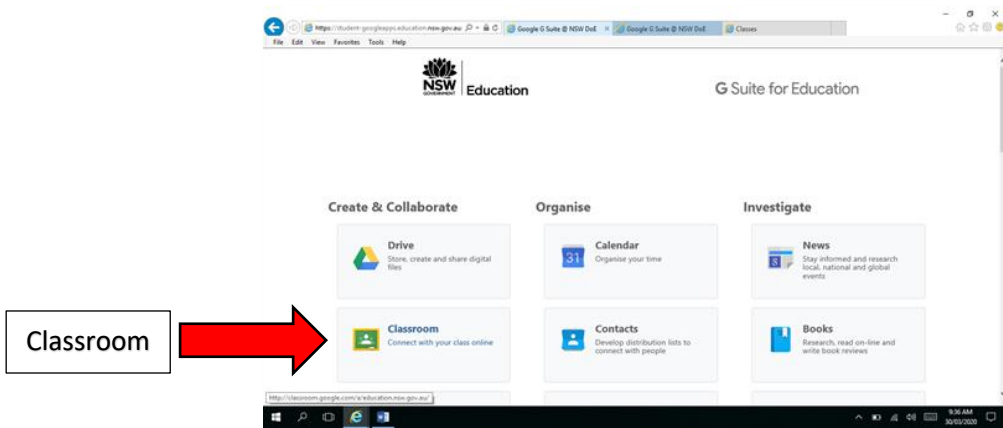 https://student-googleapps.education.nsw.gov.au
Google G Suite @ NSW DoE
Google G Suite @ NSW DoE
Classes
File Edit View Favorites Tools Help
NSW
GOVERNMENT
Education
G Suite for Education
Create & Collaborate
Organise
Investigate
Drive
Store, create and share digital
files
31
Calendar
Organise your time
News
Stay informed and research
local, national and global
events
Classroom
Classroom
Connect with your class online
Contacts
Develop distribution lists to
connect with people
Books
Research, read on-line and
write book reviews
http://classroom.google.com/a/education.nsw.gov.au/
9:36 AM
30/03/2020